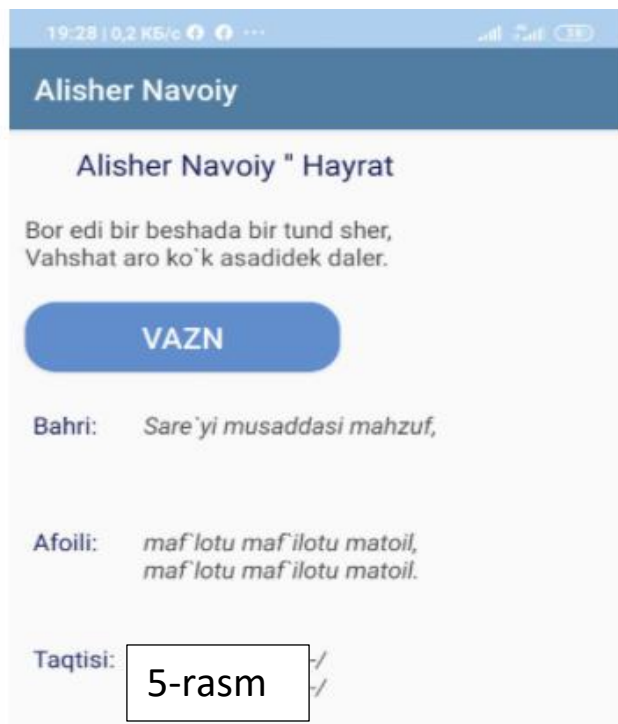 19:28 | 0,2 КБ/с ···
Alisher Navoiy
Alisher Navoiy " Hayrat
Bor edi bir beshada bir tund sher,
Vahshat aro ko`k asadidek daler.
VAZN
Bahri: Sare`yi musaddasi mahzuf,
Afoili: maf`lotu maf`ilotu matoil,
maf`lotu maf`ilotu matoil.
Taqtisi: -/
-/
5-rasm